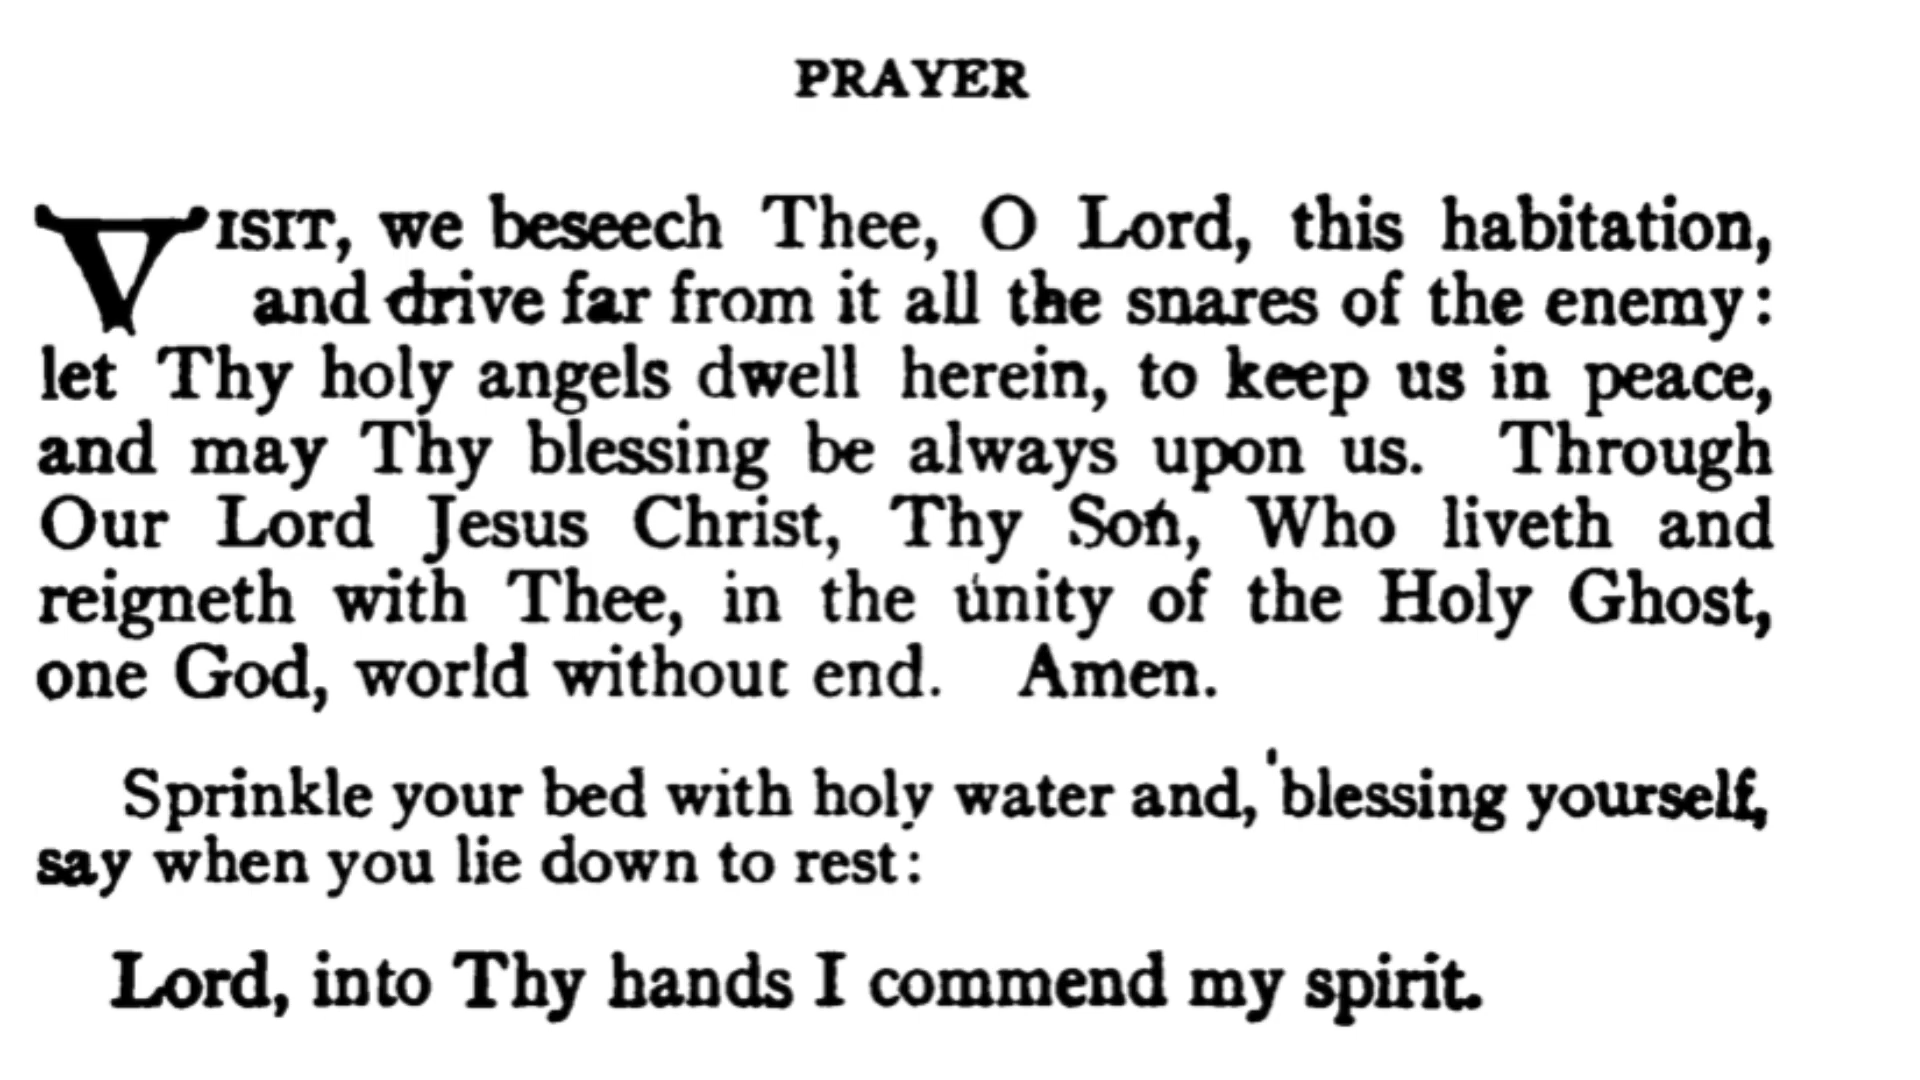 PRAYER
VISIT, we beseech Thee, O Lord, this habitation,
and drive far from it all the snares of the enemy:
let Thy holy angels dwell herein, to keep us in peace,
and may Thy blessing be always upon us. Through
Our Lord Jesus Christ, Thy Son, Who liveth and
reigneth with Thee, in the unity of the Holy Ghost,
one God, world without end. Amen.
Sprinkle your bed with holy water and, blessing yourself,
say when you lie down to rest:
Lord, into Thy hands I commend my spirit.